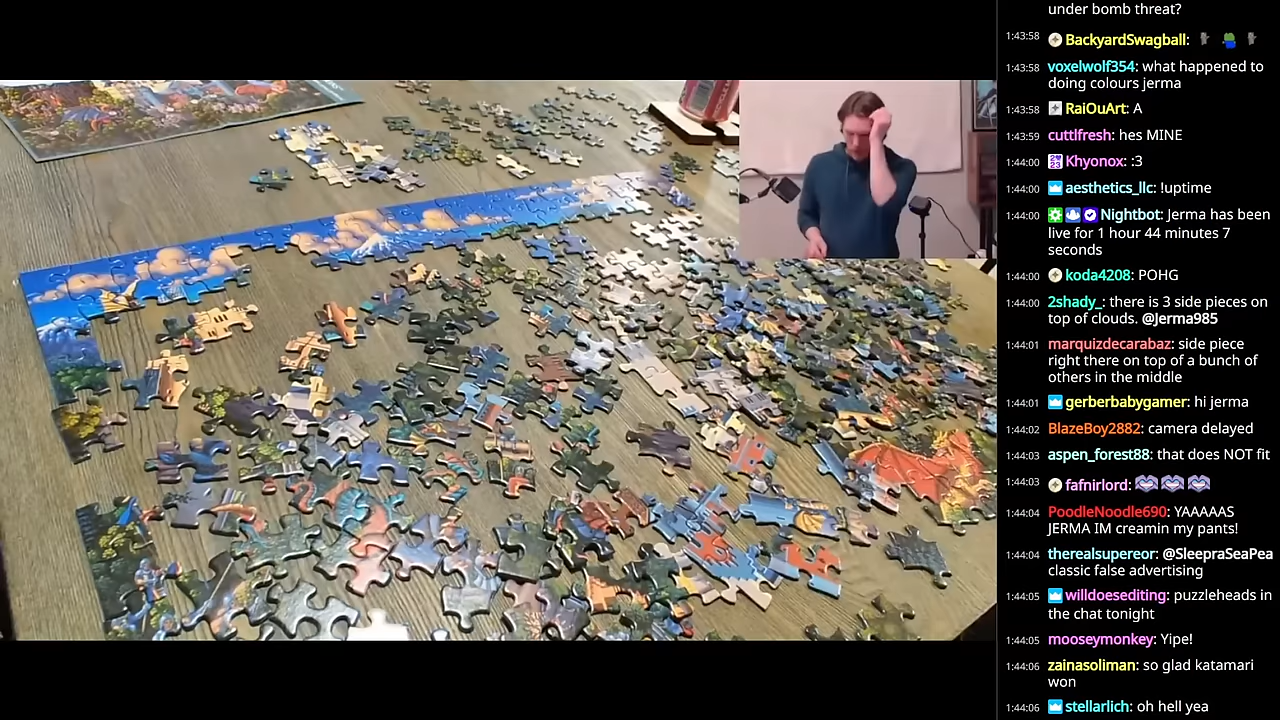 under bomb threat?
1:43:58 BackyardSwagball:
1:43:58 voxelwolf354: what happened to
doing colours jerma
1:43:58 RaiOuArt: A
1:43:59 cuttlfresh: hes MINE
1:44:00 Khyonox: :3
1:44:00 aesthetics_llc: !uptime
1:44:00 Nightbot: Jerma has been
live for 1 hour 44 minutes 7
seconds
1:44:00 koda4208: POHG
1:44:00 2shady_: there is 3 side pieces on
top of clouds. @Jerma985
1:44:01 marquizdecarabaz: side piece
right there on top of a bunch of
others in the middle
1:44:01 gerberbabygamer: hi jerma
1:44:02 BlazeBoy2882: camera delayed
1:44:03 aspen_forest88: that does NOT fit
1:44:03 fafnirlord:
1:44:04 PoodleNoodle690: YAAAAAS
JERMA IM creamin my pants!
1:44:04 therealsupereor: @SleepraSeaPea
classic false advertising
1:44:05 willdoesediting: puzzleheads in
the chat tonight
1:44:05 mooseymonkey: Yipe!
1:44:06 zainasoliman: so glad katamari
won
1:44:06 stellarlich: oh hell yea